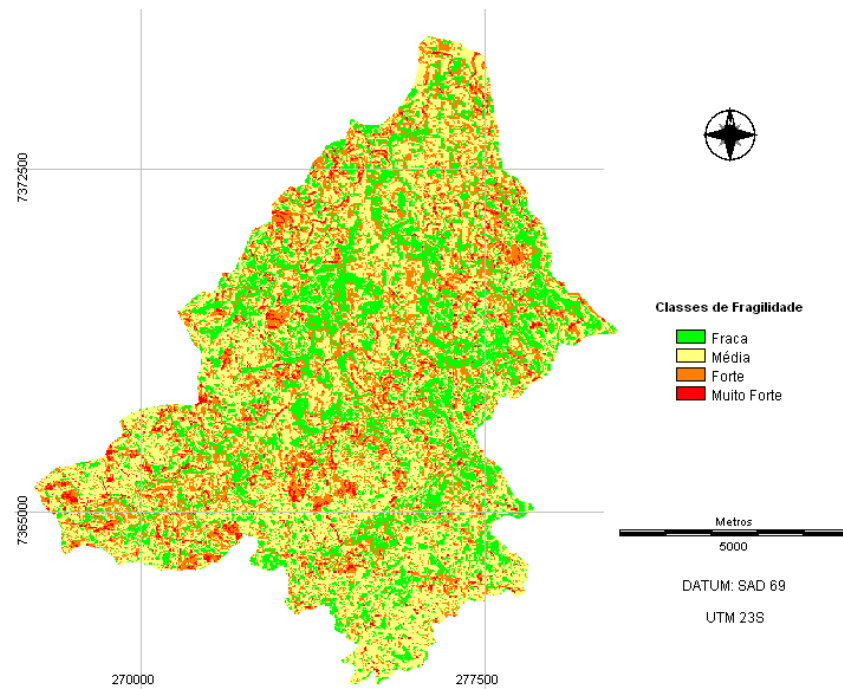 7372500
7365000
270000
277500
N
Classes de Fragilidade
Fraca
Média
Forte
Muito Forte
Metros
5000
DATUM: SAD 69
UTM 23S